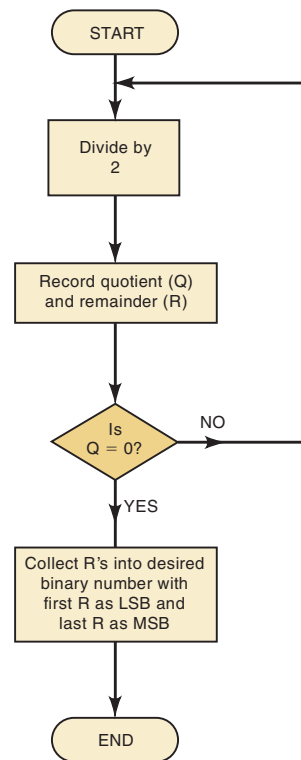 START
Divide by
2
Record quotient (Q)
and remainder (R)
Is
Q = 0?
NO
YES
Collect R's into desired
binary number with
first R as LSB and
last R as MSB
END